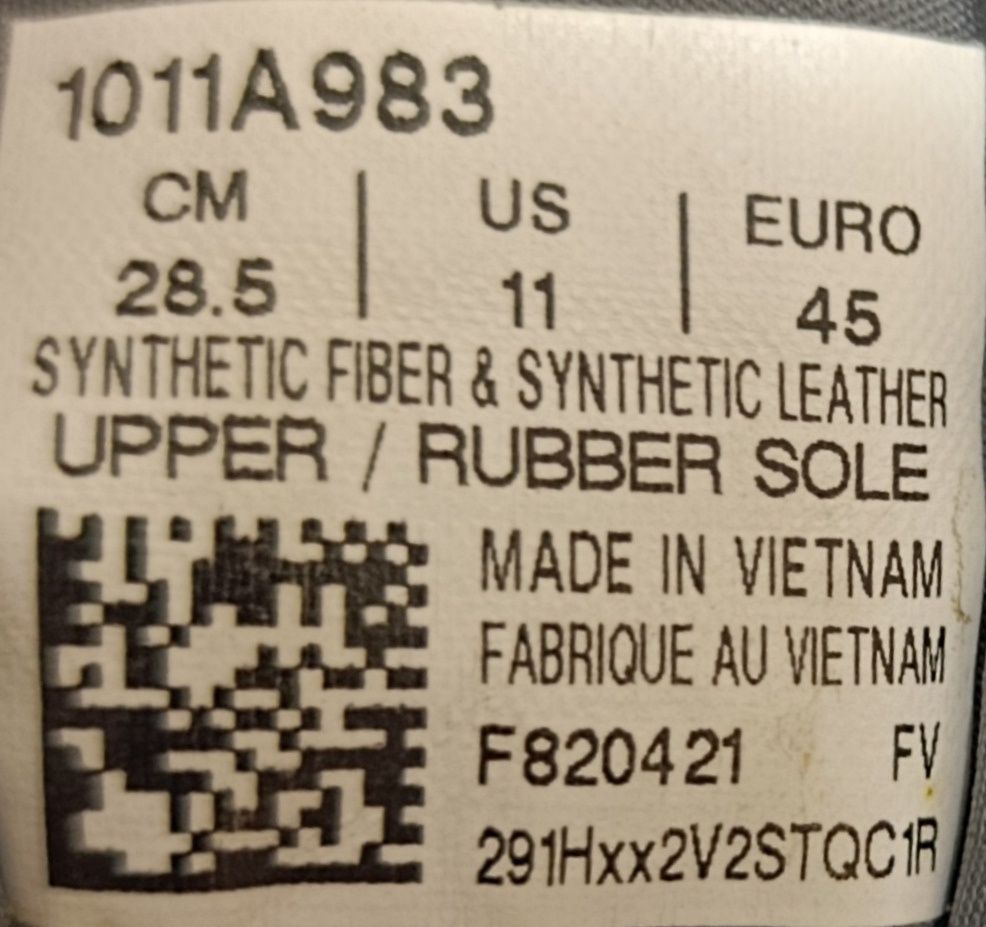 1011A983
CM | US | EURO
28.5 | 11 | 45
SYNTHETIC FIBER & SYNTHETIC LEATHER
UPPER / RUBBER SOLE
MADE IN VIETNAM
FABRIQUE AU VIETNAM
F820421 FV
291Hxx2V2STQC1R